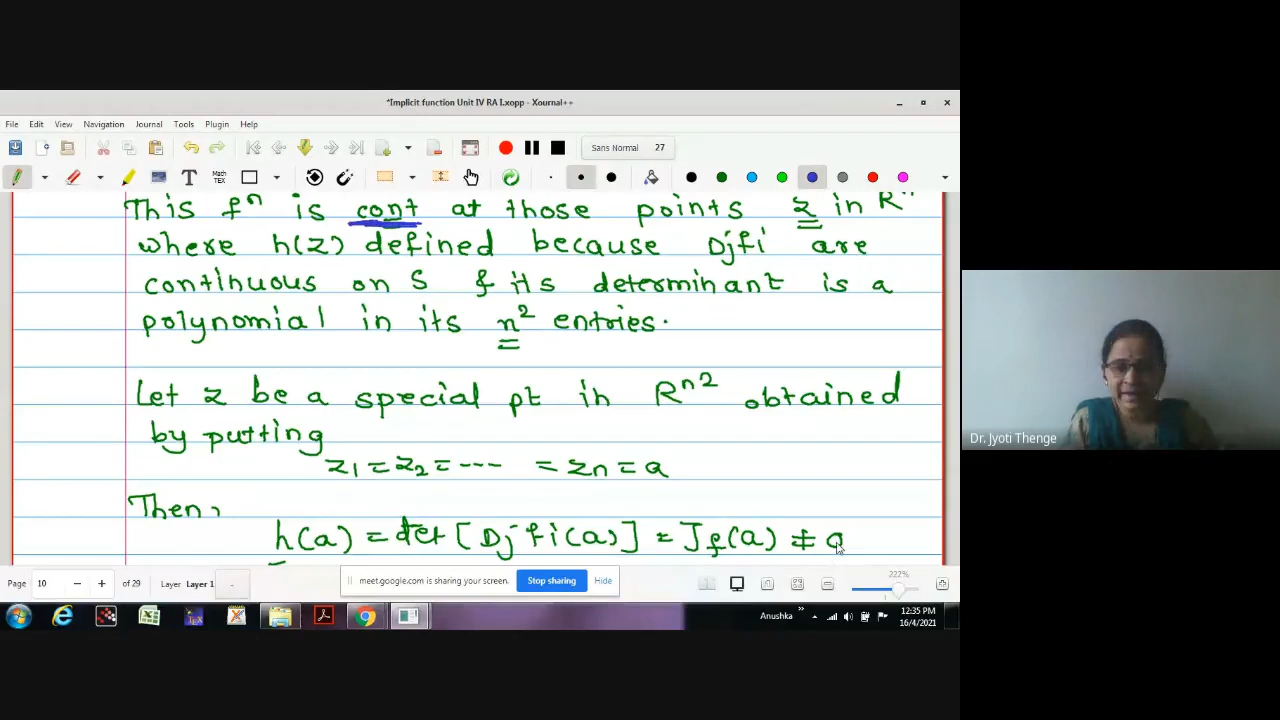 *Implicit function Unit IV RA I.xopp - Xournal++
File Edit View Navigation Journal Tools Plugin Help
Sans Normal 27
Math TEX
This fⁿ is cont at those points z in Rⁿ
where h(z) defined because Djfi are
continuous on S & its determinant is a
polynomial in its n² entries.
Let z be a special pt in Rⁿ² obtained
by putting
z₁ = z₂ = --- = zn = a
Then,
h(a) = det [Djfi(a)] = Jf(a) ≠ 0
Page 10 of 29 Layer Layer 1
meet.google.com is sharing your screen. Stop sharing Hide
222%
Anushka
12:35 PM
16/4/2021
Dr. Jyoti Thenge